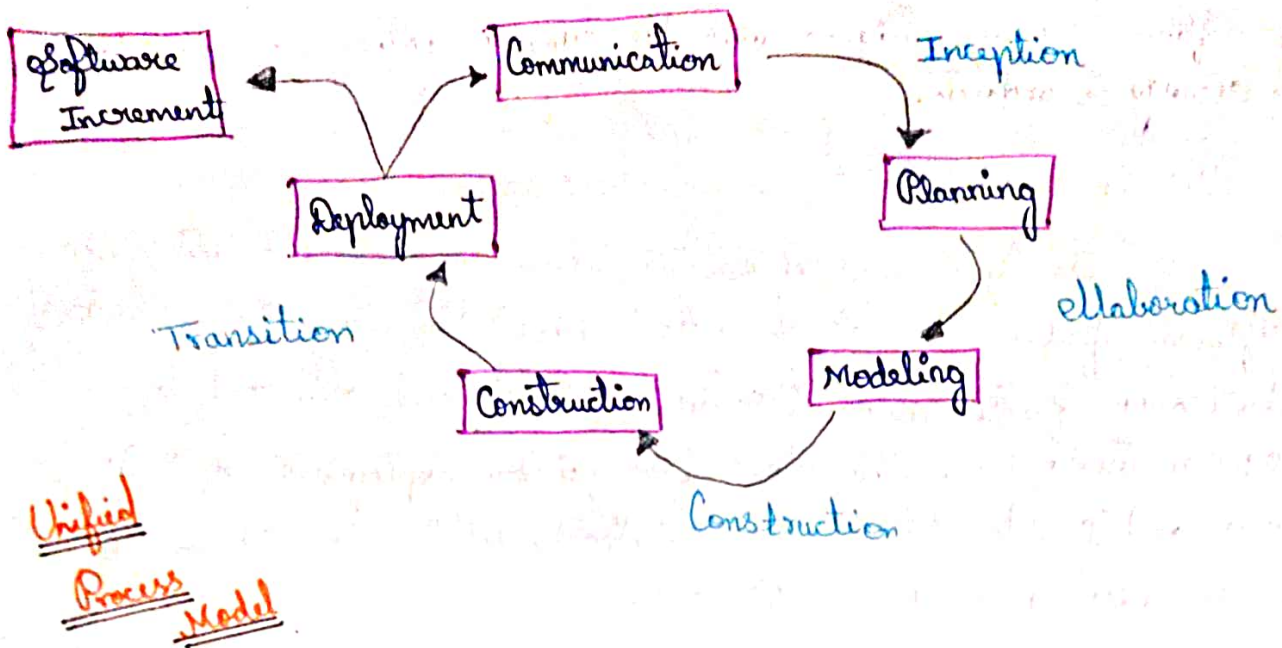 Software
Increment
Communication
Inception
Planning
Deployment
ellaboration
Transition
Modeling
Construction
Construction
Unified
Process
Model